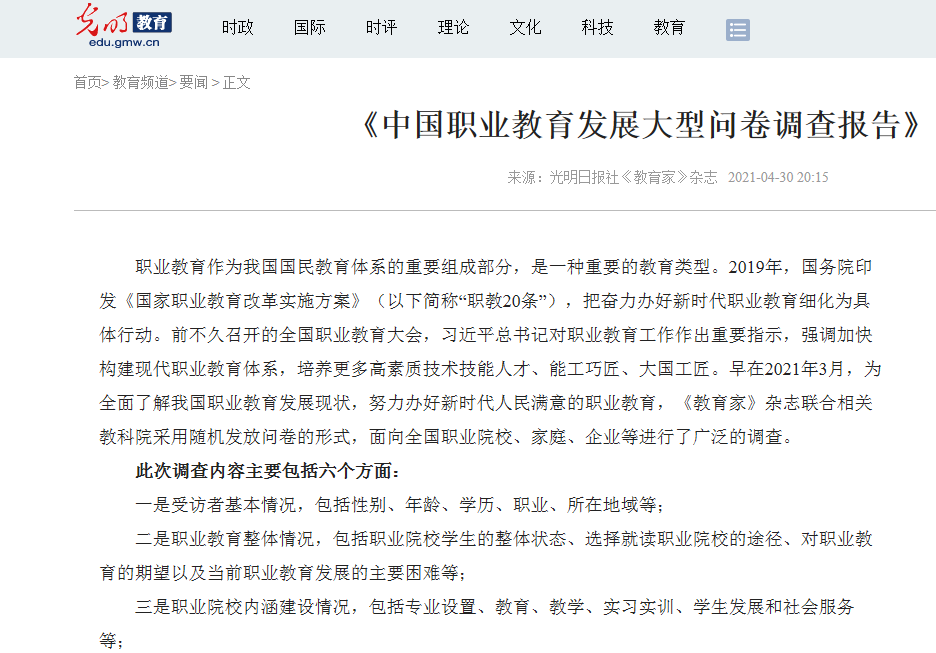 光明 教育
edu.gmw.cn
时政 国际 时评 理论 文化 科技 教育
首页> 教育频道> 要闻 > 正文
《中国职业教育发展大型问卷调查报告》
来源：光明日报社《教育家》杂志 2021-04-30 20:15
职业教育作为我国国民教育体系的重要组成部分，是一种重要的教育类型。2019年，国务院印
发《国家职业教育改革实施方案》（以下简称“职教20条”），把奋力办好新时代职业教育细化为具
体行动。前不久召开的全国职业教育大会，习近平总书记对职业教育工作作出重要指示，强调加快
构建现代职业教育体系，培养更多高素质技术技能人才、能工巧匠、大国工匠。早在2021年3月，为
全面了解我国职业教育发展现状，努力办好新时代人民满意的职业教育，《教育家》杂志联合相关
教科院采用随机发放问卷的形式，面向全国职业院校、家庭、企业等进行了广泛的调查。
此次调查内容主要包括六个方面：
一是受访者基本情况，包括性别、年龄、学历、职业、所在地域等；
二是职业教育整体情况，包括职业院校学生的整体状态、选择就读职业院校的途径、对职业教
育的期望以及当前职业教育发展的主要困难等；
三是职业院校内涵建设情况，包括专业设置、教育、教学、实习实训、学生发展和社会服务
等；